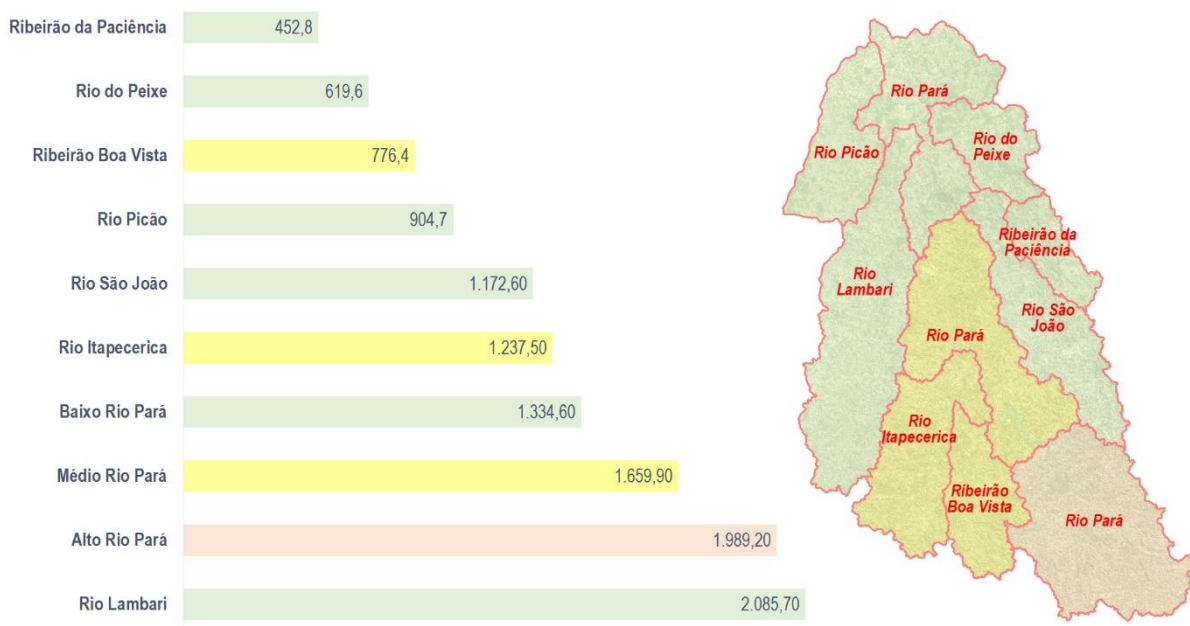 Ribeirão da Paciência
452,8
Rio do Peixe
619,6
Ribeirão Boa Vista
776,4
Rio Picão
904,7
Rio São João
1.172,60
Rio Itapecerica
1.237,50
Baixo Rio Pará
1.334,60
Médio Rio Pará
1.659,90
Alto Rio Pará
1.989,20
Rio Lambari
2.085,70
Rio Pará
Rio do
Peixe
Rio Picão
Ribeirão da
Paciência
Rio
Lambari
Rio São
João
Rio Pará
Rio
Itapecerica
Ribeirão
Boa Vista
Rio Pará